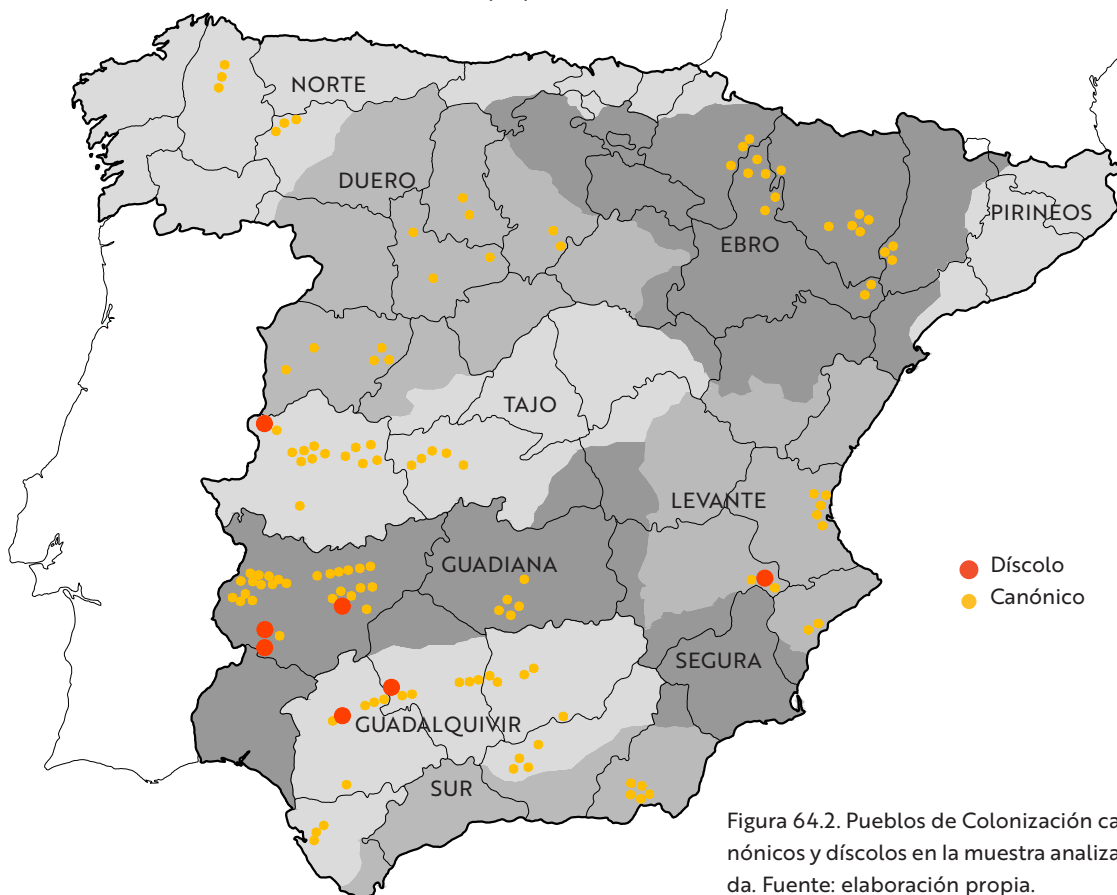 NORTE
DUERO
PIRINEOS
EBRO
TAJO
LEVANTE
GUADIANA
Díscolo
Canónico
SEGURA
GUADALQUIVIR
SUR
Figura 64.2. Pueblos de Colonización ca-
nónicos y díscolos en la muestra analiza-
da. Fuente: elaboración propia.